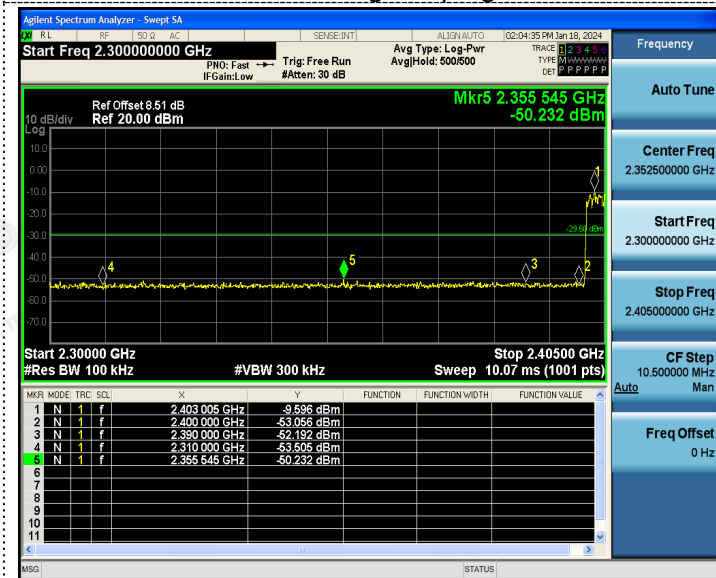 Agilent Spectrum Analyzer - Swept SA
RL RF 50 Ω AC SENSE:INT ALIGN AUTO 02:04:35 PM Jan 18, 2024
Start Freq 2.300000000 GHz
PNO: Fast
IFGain:Low
Trig: Free Run
#Atten: 30 dB
Avg Type: Log-Pwr
Avg|Hold: 500/500
TRACE 1 2 3 4 5 6
TYPE M
DET P P P P P P
Frequency
Mkr5 2.355 545 GHz
-50.232 dBm
Ref Offset 8.51 dB
10 dB/div Ref 20.00 dBm
Log
10.0
0.00
-10.0
-20.0
-30.0
-40.0
-50.0
-60.0
-70.0
1
-29.60 dBm
4
5
3
2
Start 2.30000 GHz Stop 2.40500 GHz
#Res BW 100 kHz #VBW 300 kHz Sweep 10.07 ms (1001 pts)
MKR MODE TRC SCL X Y FUNCTION FUNCTION WIDTH FUNCTION VALUE
1 N 1 f 2.403 005 GHz -9.596 dBm
2 N 1 f 2.400 000 GHz -53.056 dBm
3 N 1 f 2.390 000 GHz -52.192 dBm
4 N 1 f 2.310 000 GHz -53.505 dBm
5 N 1 f 2.355 545 GHz -50.232 dBm
6
7
8
9
10
11
MSG STATUS
Auto Tune
Center Freq
2.352500000 GHz
Start Freq
2.300000000 GHz
Stop Freq
2.405000000 GHz
CF Step
10.500000 MHz
Auto Man
Freq Offset
0 Hz